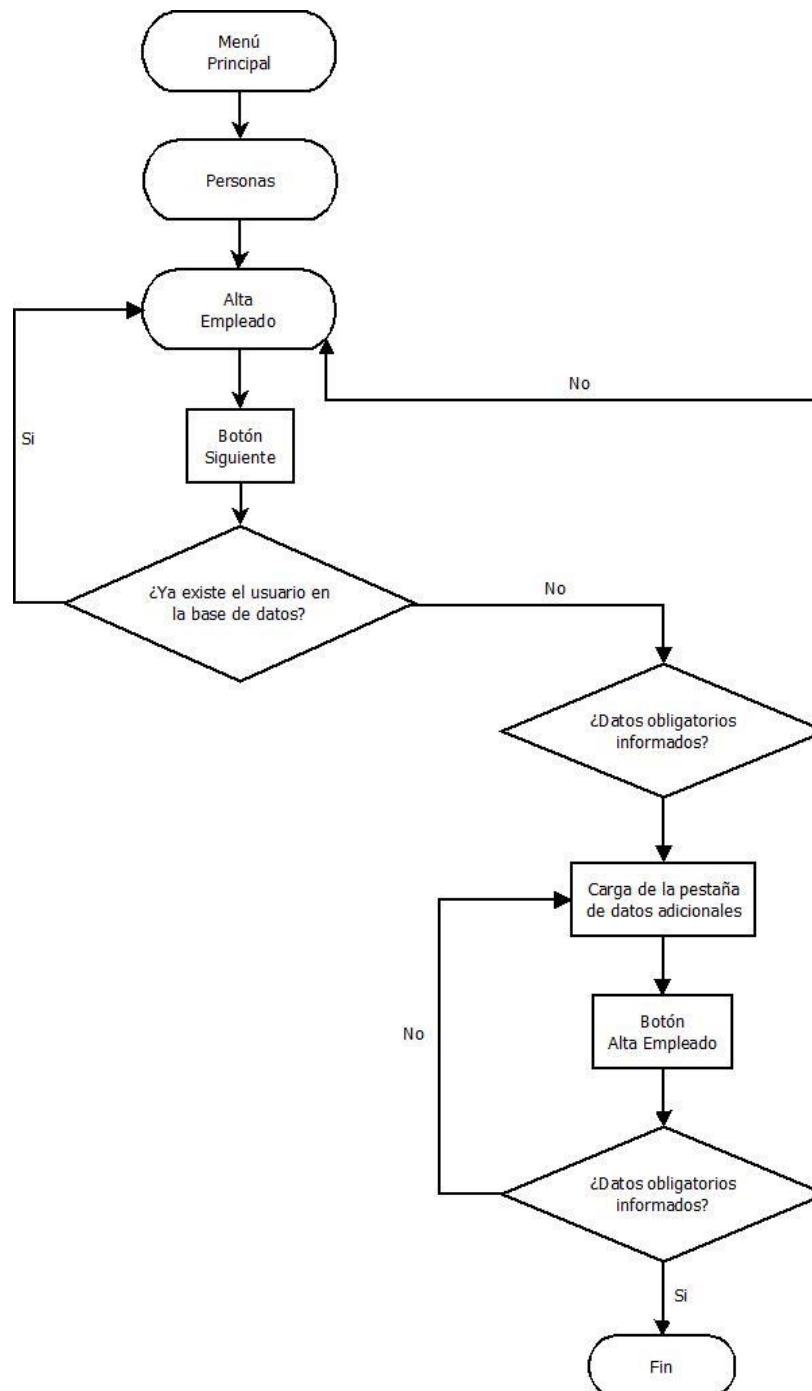 Menú
Principal
Personas
Alta
Empleado
No
Si
Botón
Siguiente
¿Ya existe el usuario en
la base de datos?
No
¿Datos obligatorios
informados?
Carga de la pestaña
de datos adicionales
No
Botón
Alta Empleado
¿Datos obligatorios
informados?
Si
Fin